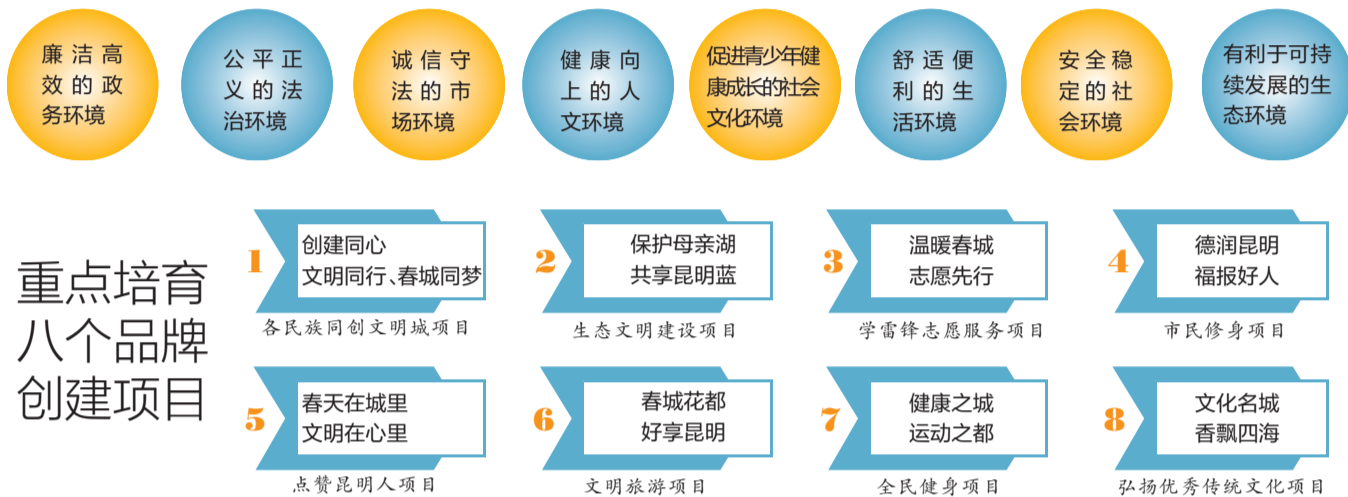 廉洁高
效的政
务环境
公平正
义的法
治环境
诚信守
法的市
场环境
健康向
上的人
文环境
促进青少年健
康成长的社会
文化环境
舒适便
利的生
活环境
安全稳
定的社
会环境
有利于可持
续发展的生
态环境
重点培育
八个品牌
创建项目
1
创建同心
文明同行、春城同梦
各民族同创文明城项目
2
保护母亲湖
共享昆明蓝
生态文明建设项目
3
温暖春城
志愿先行
学雷锋志愿服务项目
4
德润昆明
福报好人
市民修身项目
5
春天在城里
文明在心里
点赞昆明人项目
6
春城花都
好享昆明
文明旅游项目
7
健康之城
运动之都
全民健身项目
8
文化名城
香飘四海
弘扬优秀传统文化项目